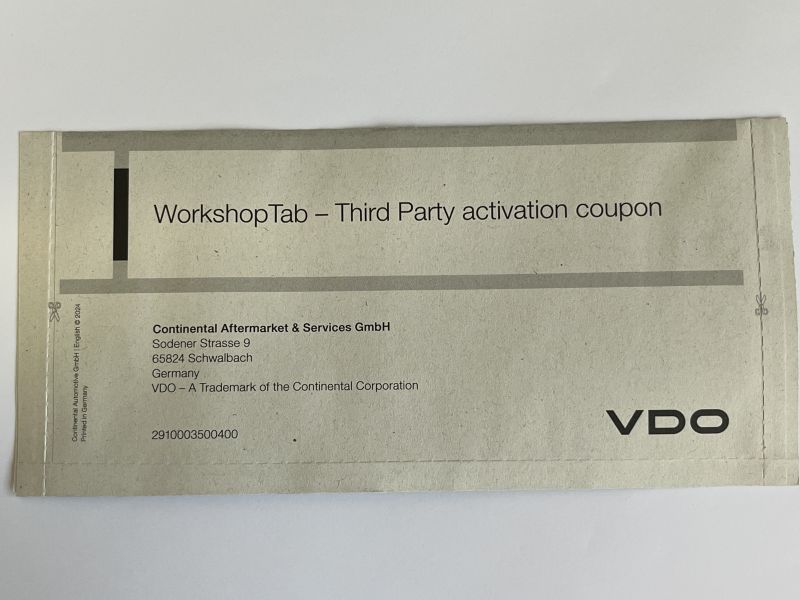 WorkshopTab – Third Party activation coupon
Continental Aftermarket & Services GmbH
Sodener Strasse 9
65824 Schwalbach
Germany
VDO – A Trademark of the Continental Corporation
2910003500400
VDO
Continental Automotive GmbH | English © 2024
Printed in Germany